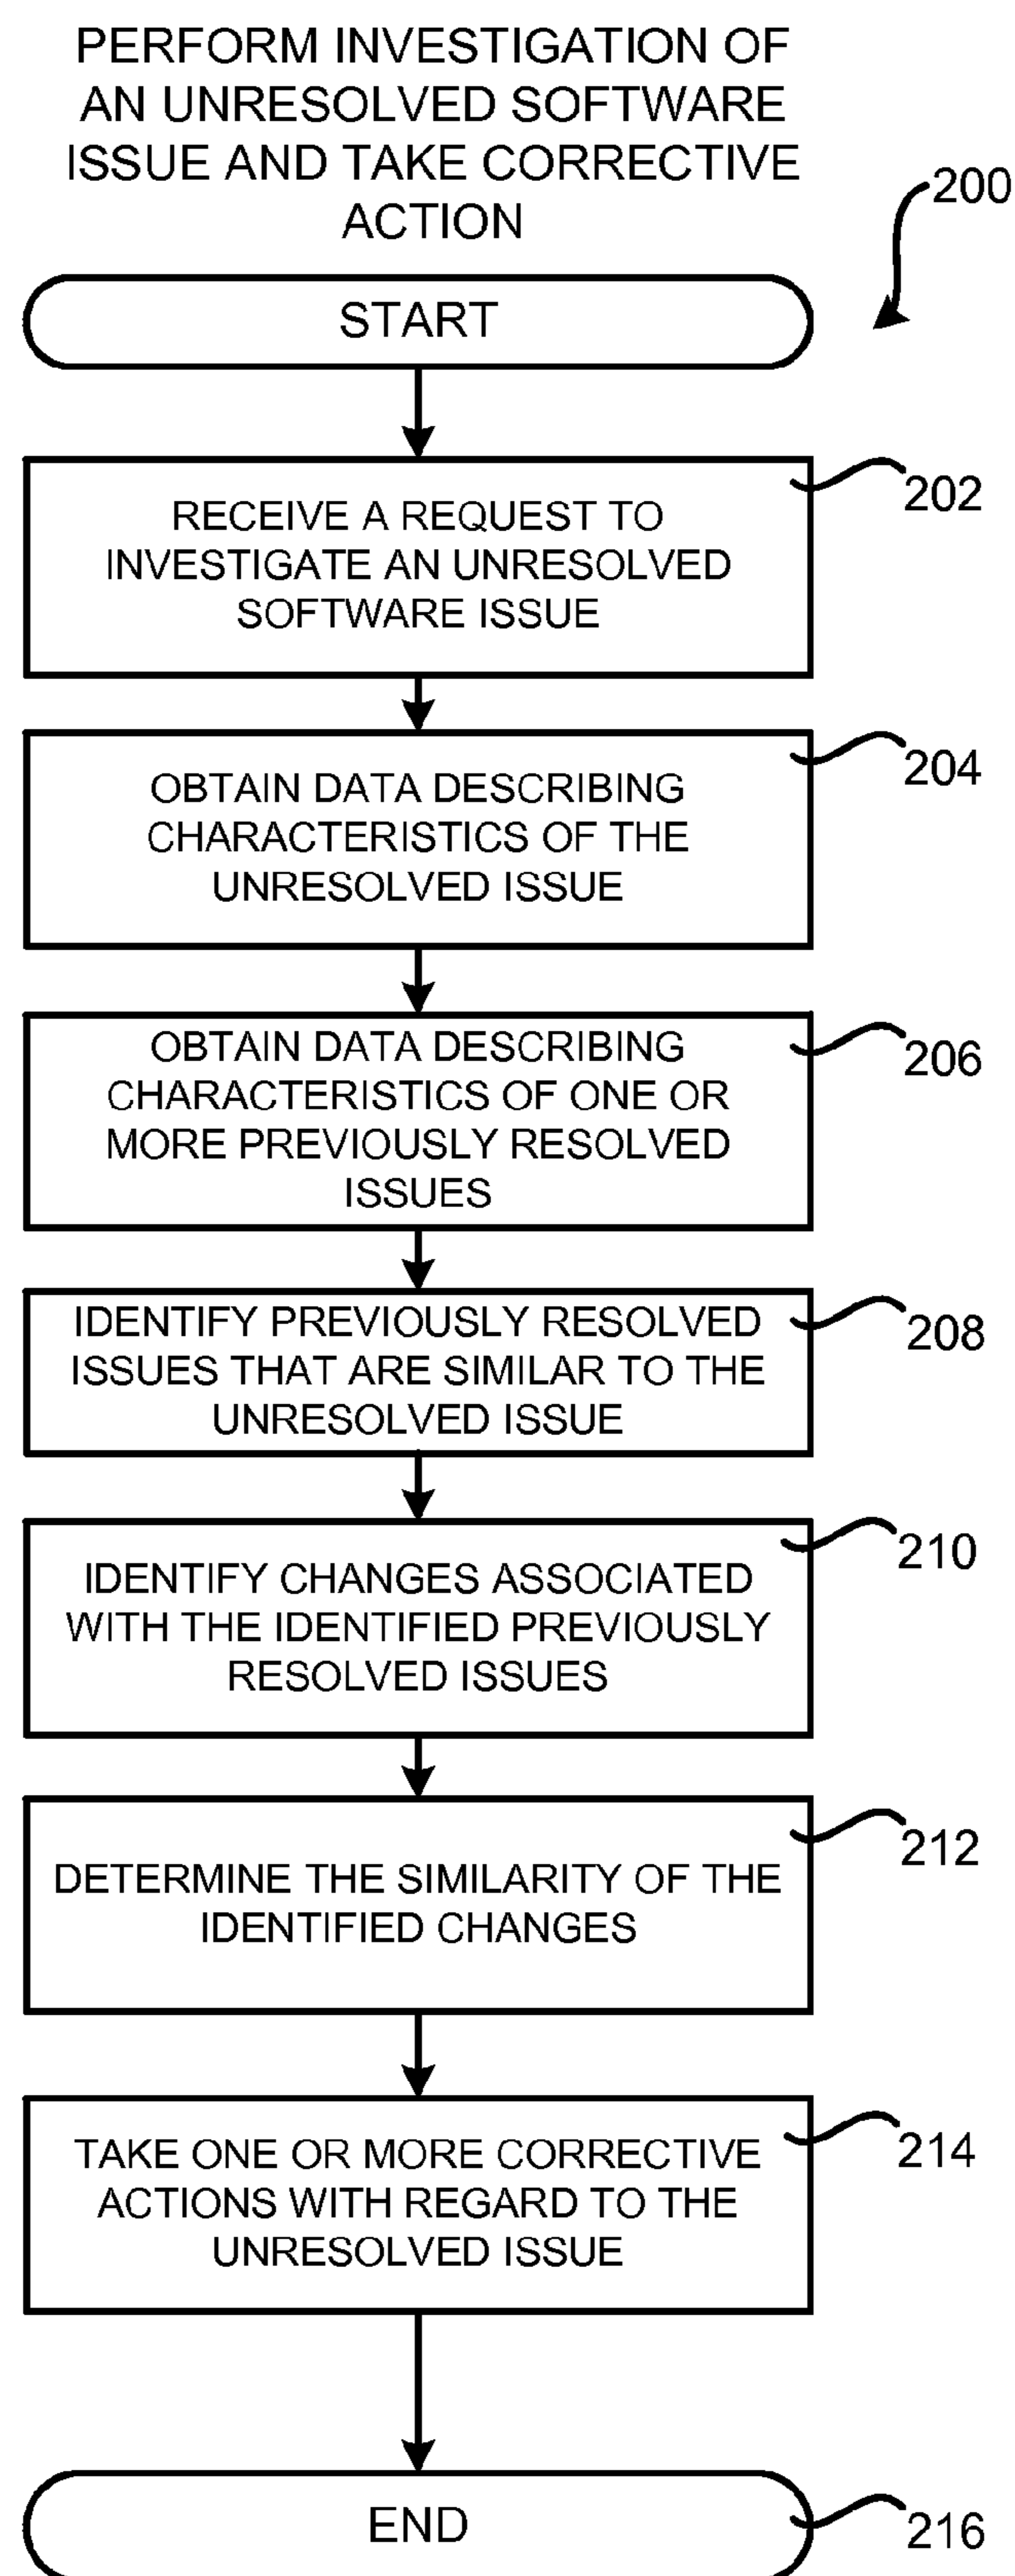 PERFORM INVESTIGATION OF
AN UNRESOLVED SOFTWARE
ISSUE AND TAKE CORRECTIVE
ACTION
200
START
202
RECEIVE A REQUEST TO
INVESTIGATE AN UNRESOLVED
SOFTWARE ISSUE
204
OBTAIN DATA DESCRIBING
CHARACTERISTICS OF THE
UNRESOLVED ISSUE
206
OBTAIN DATA DESCRIBING
CHARACTERISTICS OF ONE OR
MORE PREVIOUSLY RESOLVED
ISSUES
208
IDENTIFY PREVIOUSLY RESOLVED
ISSUES THAT ARE SIMILAR TO THE
UNRESOLVED ISSUE
210
IDENTIFY CHANGES ASSOCIATED
WITH THE IDENTIFIED PREVIOUSLY
RESOLVED ISSUES
212
DETERMINE THE SIMILARITY OF THE
IDENTIFIED CHANGES
214
TAKE ONE OR MORE CORRECTIVE
ACTIONS WITH REGARD TO THE
UNRESOLVED ISSUE
END
216